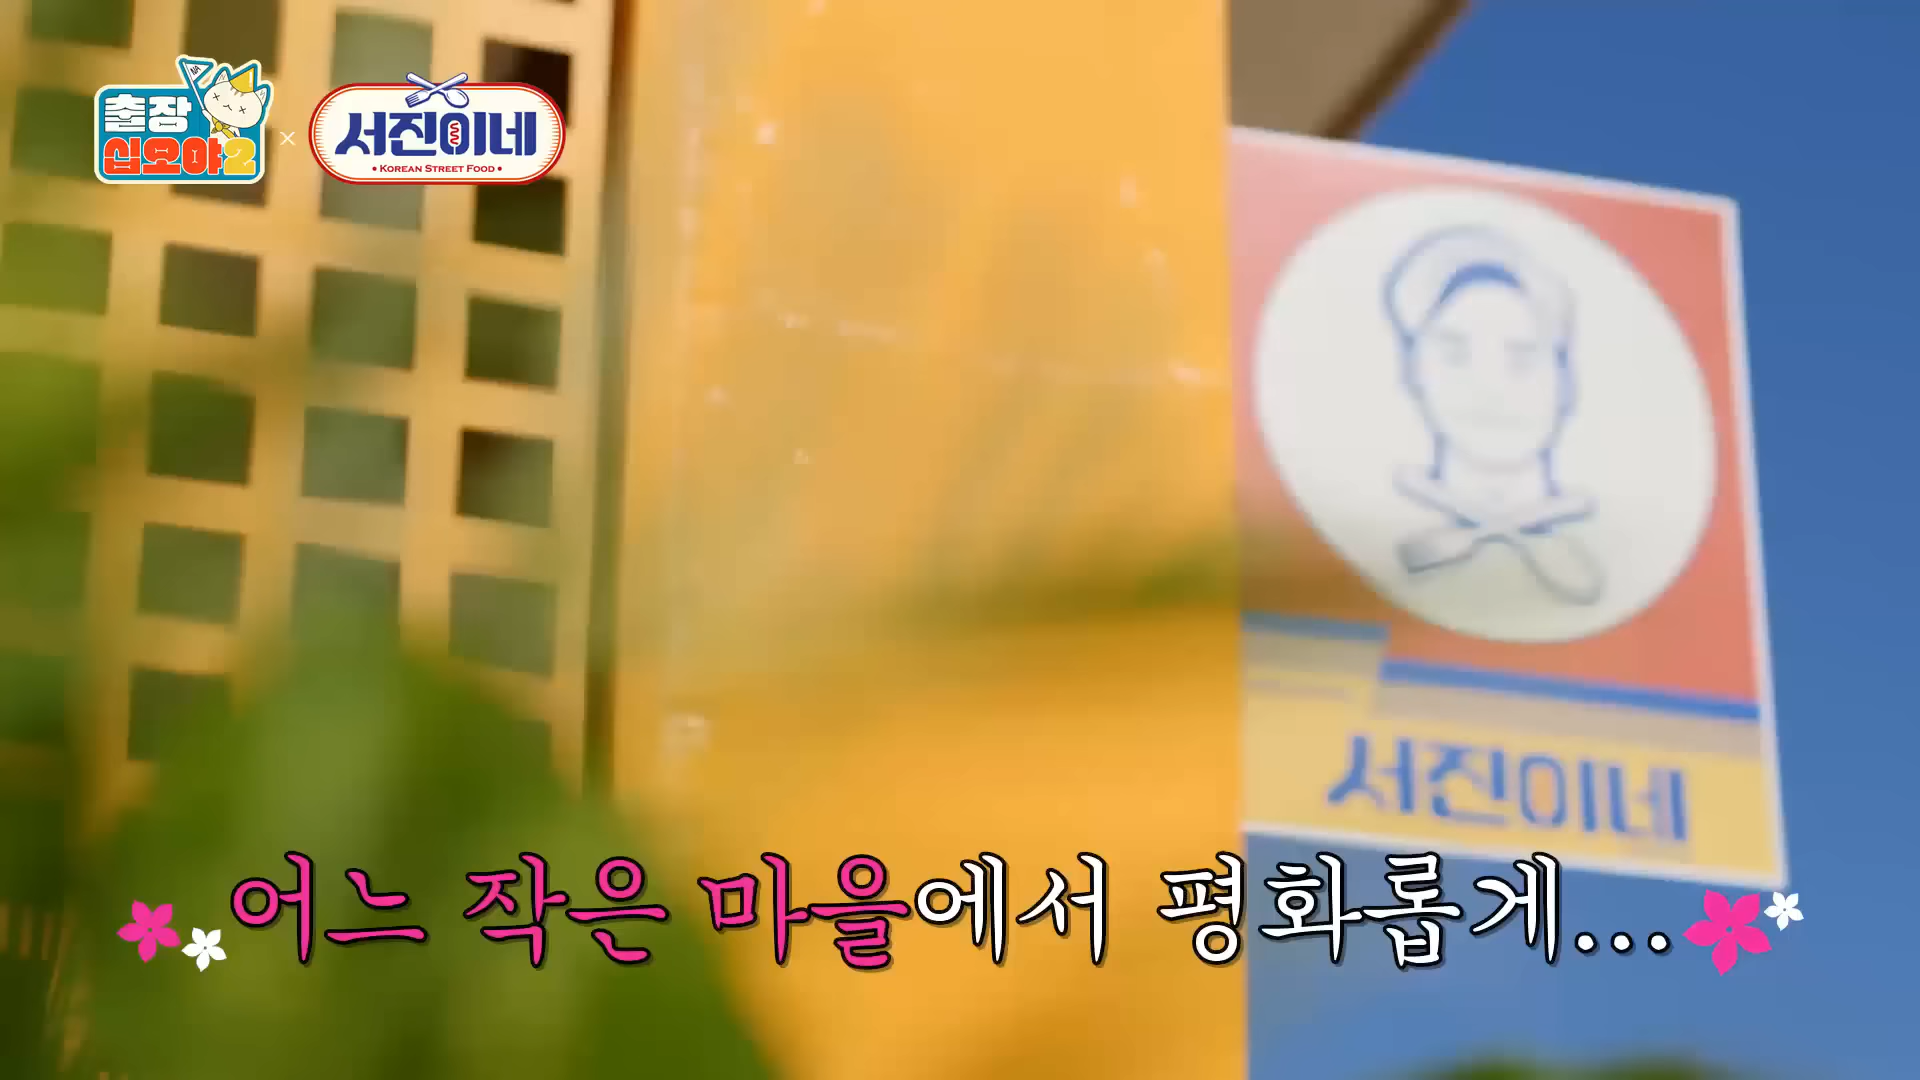 출장
십오야2
×
서진이네
• KOREAN STREET FOOD •
서진이네
어느 작은 마을에서 평화롭게...